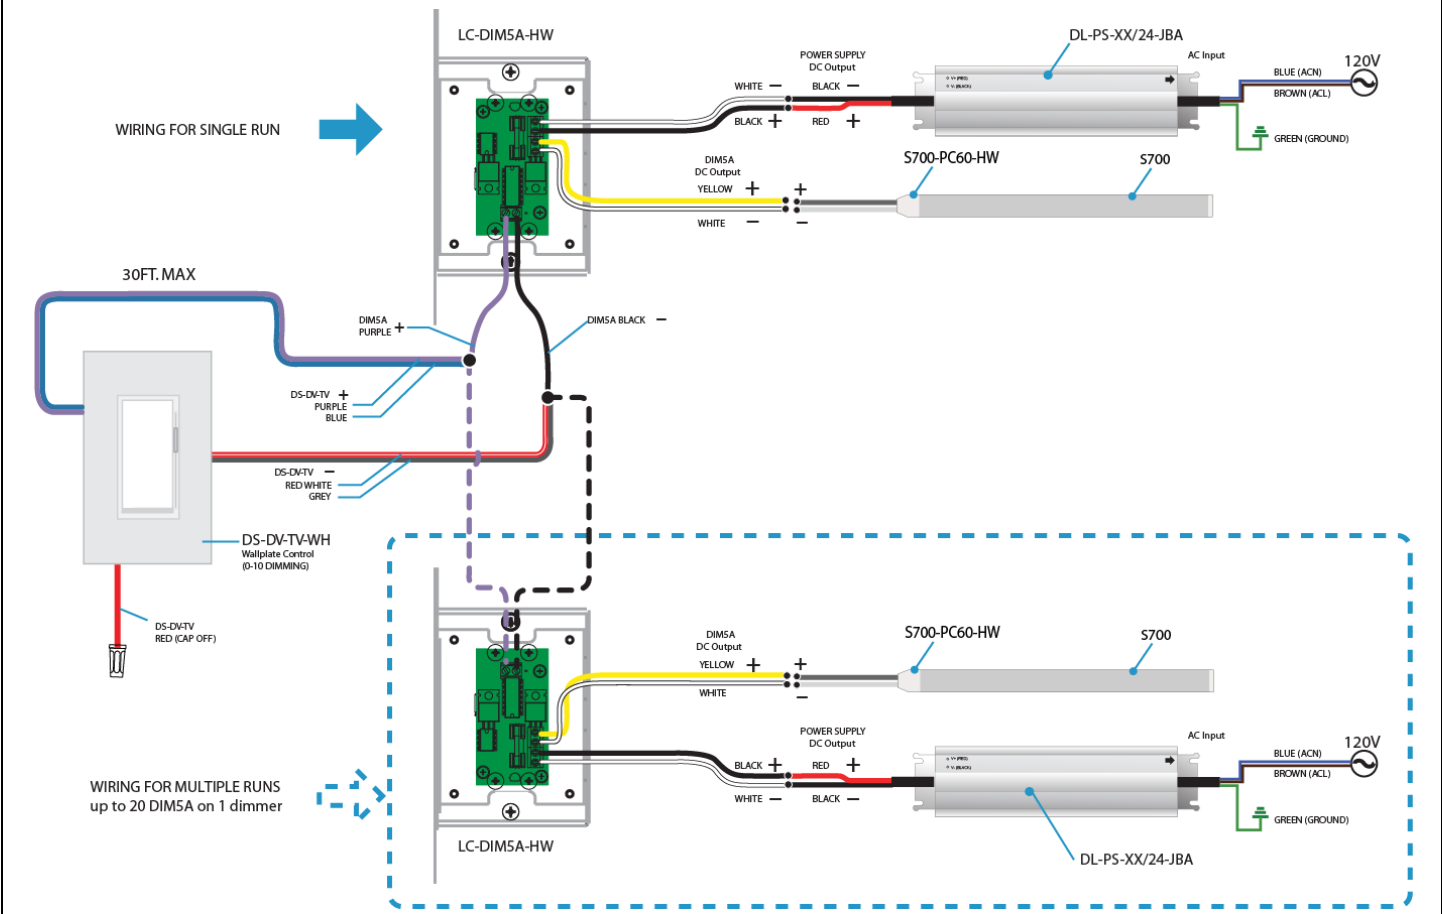 LC-DIM5A-HW
DL-PS-XX/24-JBA
POWER SUPPLY
DC Output
AC Input
120V
WHITE −
BLACK −
V+ (RED)
V- (BLACK)
BLUE (ACN)
BROWN (ACL)
BLACK +
RED +
GREEN (GROUND)
WIRING FOR SINGLE RUN
DIM5A
DC Output
S700-PC60-HW
S700
YELLOW + +
WHITE − −
30FT. MAX
DIM5A
PURPLE +
DIM5A BLACK −
DS-DV-TV +
PURPLE
BLUE
DS-DV-TV −
RED WHITE
GREY
DS-DV-TV-WH
Wallplate Control
(0-10 DIMMING)
DS-DV-TV
RED (CAP OFF)
DIM5A
DC Output
S700-PC60-HW
S700
YELLOW + +
WHITE −
POWER SUPPLY
DC Output
AC Input
120V
BLACK +
RED +
V+ (RED)
V- (BLACK)
BLUE (ACN)
BROWN (ACL)
WHITE −
BLACK −
GREEN (GROUND)
WIRING FOR MULTIPLE RUNS
up to 20 DIM5A on 1 dimmer
LC-DIM5A-HW
DL-PS-XX/24-JBA